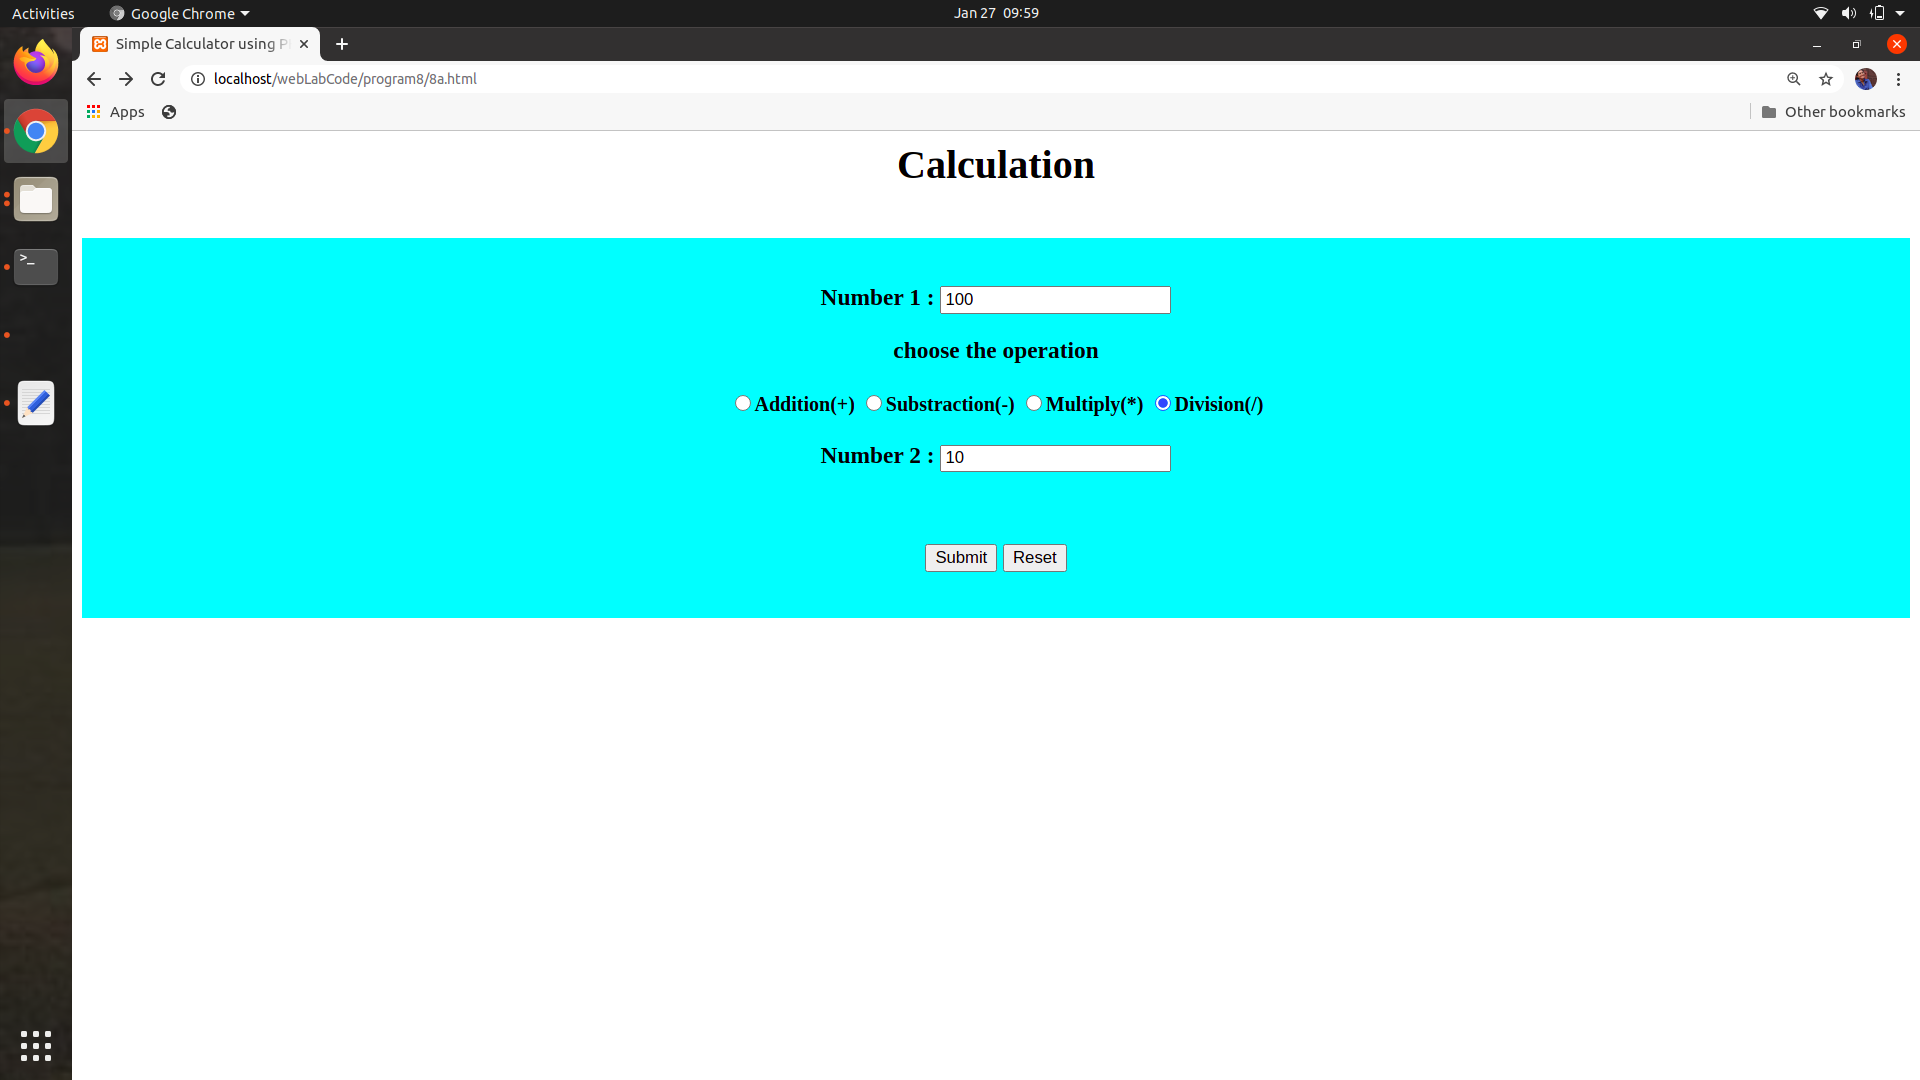 Activities
Google Chrome
Jan 27 09:59
Simple Calculator using P
localhost/webLabCode/program8/8a.html
Apps
Other bookmarks
>_
Calculation
Number 1 : 100
choose the operation
Addition(+) Substraction(-) Multiply(*) Division(/)
Number 2 : 10
Submit Reset